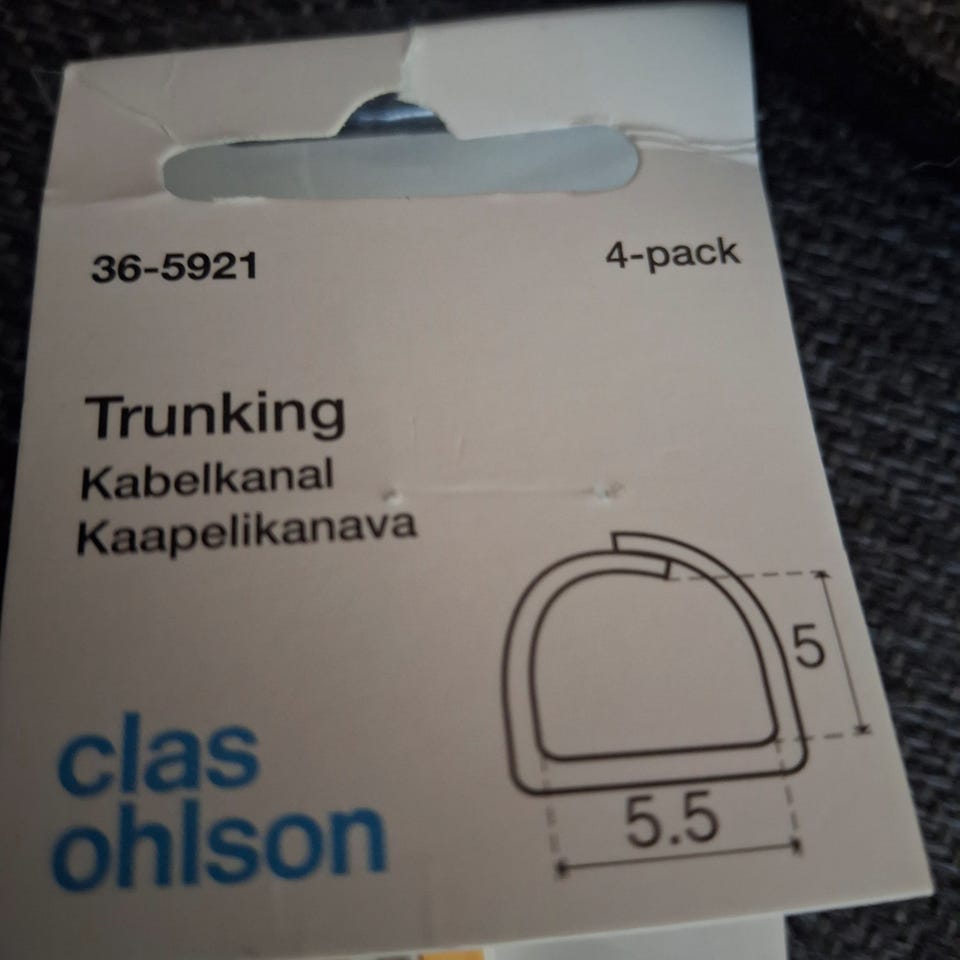 36-5921
4-pack
Trunking
Kabelkanal
Kaapelikanava
5
5.5
clas
ohlson